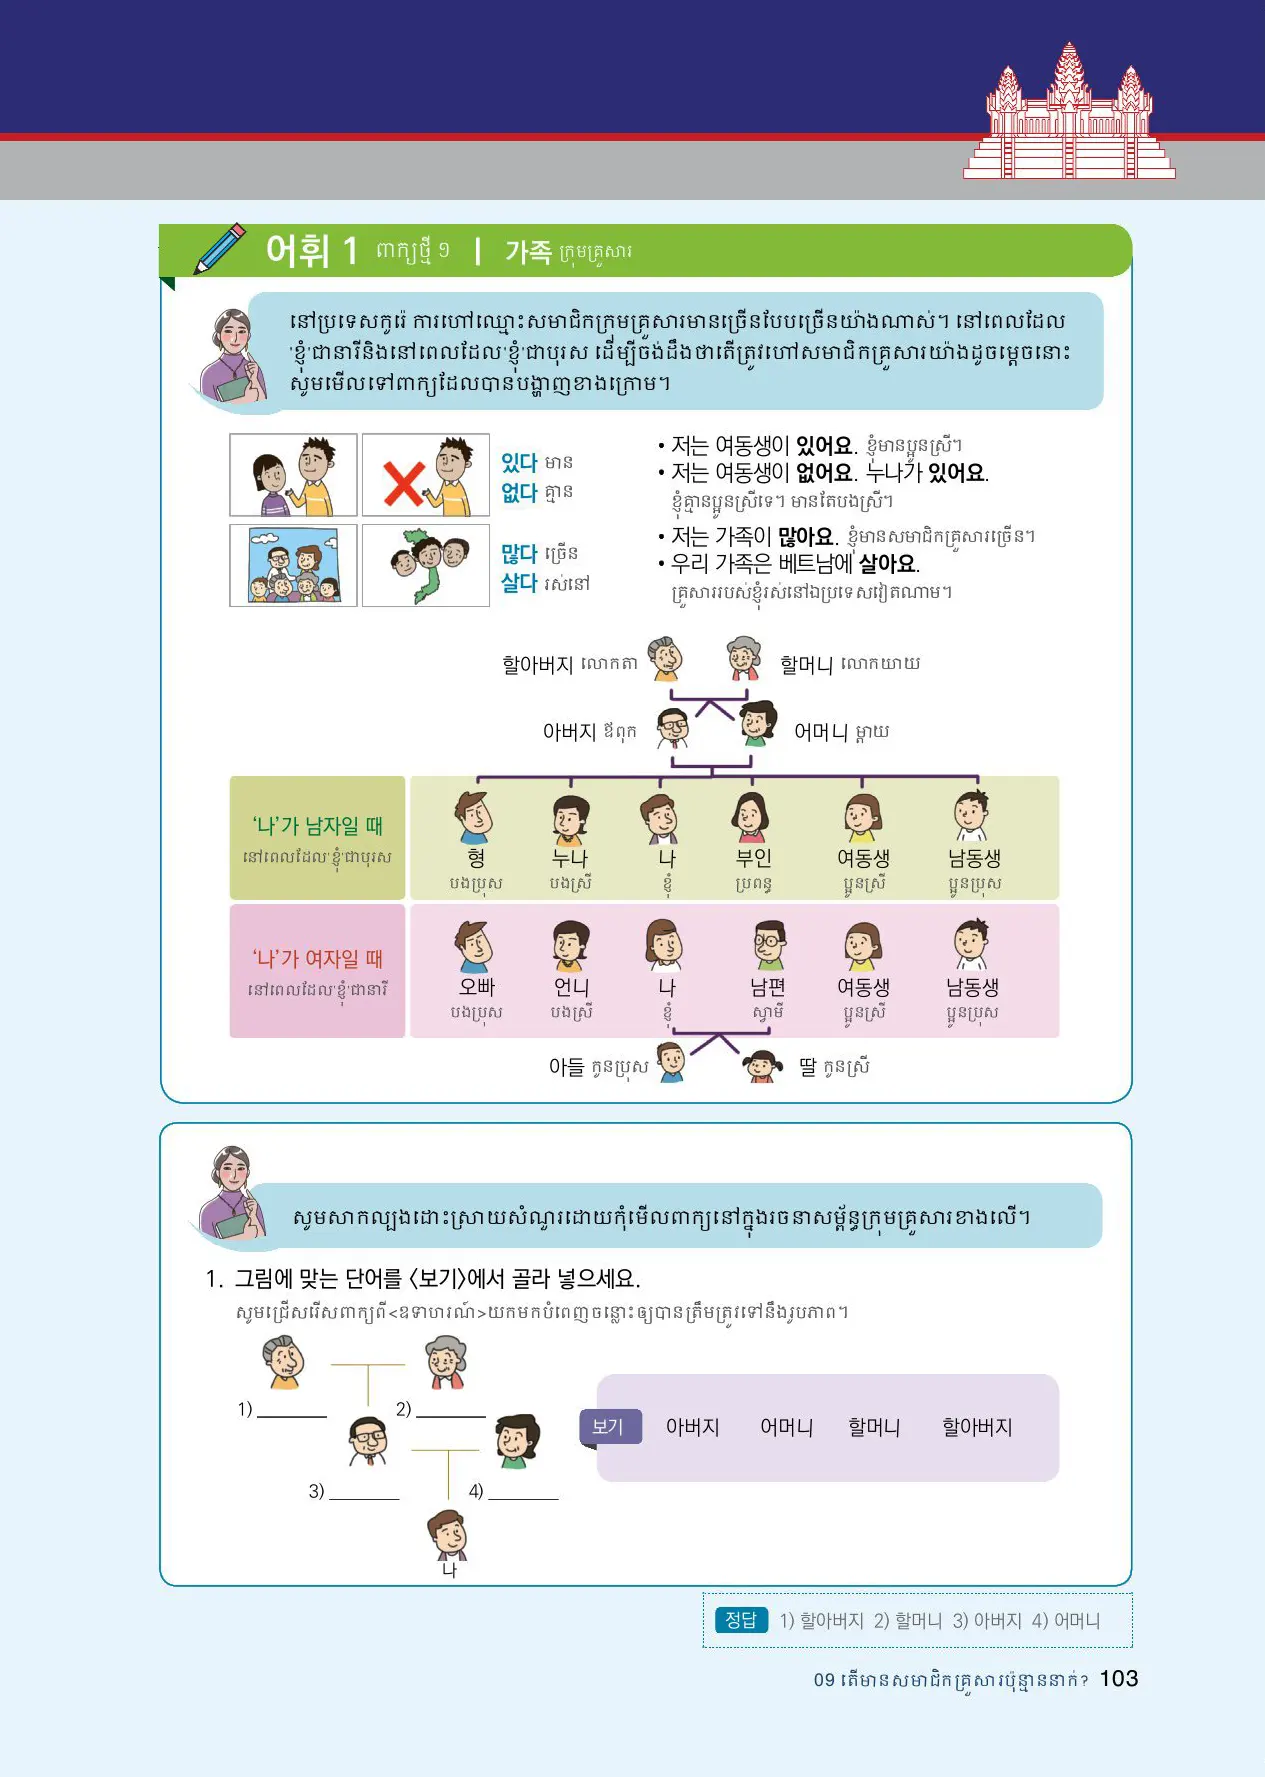 어휘 1 ពាក្យថ្មី ១ | 가족 ក្រុមគ្រួសារ
នៅប្រទេសកូរ៉េ ការហៅឈ្មោះសមាជិកក្រុមគ្រួសារមានច្រើនបែបច្រើនយ៉ាងណាស់។ នៅពេលដែល
'ខ្ញុំ'ជានារីនិងនៅពេលដែល'ខ្ញុំ'ជាបុរស ដើម្បីចង់ដឹងថាតើត្រូវហៅសមាជិកគ្រួសារយ៉ាងដូចម្ដេចនោះ
សូមមើលទៅពាក្យដែលបានបង្ហាញខាងក្រោម។
있다 មាន
없다 គ្មាន
• 저는 여동생이 있어요. ខ្ញុំមានប្អូនស្រី។
• 저는 여동생이 없어요. 누나가 있어요.
ខ្ញុំគ្មានប្អូនស្រីទេ។ មានតែបងស្រី។
많다 ច្រើន
살다 រស់នៅ
• 저는 가족이 많아요. ខ្ញុំមានសមាជិកគ្រួសារច្រើន។
• 우리 가족은 베트남에 살아요.
គ្រួសាររបស់ខ្ញុំរស់នៅឯប្រទេសវៀតណាម។
할아버지 លោកតា 할머니 លោកយាយ
아버지 ឪពុក 어머니 ម្ដាយ
'나'가 남자일 때
នៅពេលដែល'ខ្ញុំ'ជាបុរស
형 누나 나 부인 여동생 남동생
បងប្រុស បងស្រី ខ្ញុំ ប្រពន្ធ ប្អូនស្រី ប្អូនប្រុស
'나'가 여자일 때
នៅពេលដែល'ខ្ញុំ'ជានារី
오빠 언니 나 남편 여동생 남동생
បងប្រុស បងស្រី ខ្ញុំ ស្វាមី ប្អូនស្រី ប្អូនប្រុស
아들 កូនប្រុស 딸 កូនស្រី
សូមសាកល្បងដោះស្រាយសំណួរដោយកុំមើលពាក្យនៅក្នុងរចនាសម្ព័ន្ធក្រុមគ្រួសារខាងលើ។
1. 그림에 맞는 단어를 〈보기〉에서 골라 넣으세요.
សូមជ្រើសរើសពាក្យពី<ឧទាហរណ៍>យកមកបំពេញចន្លោះឲ្យបានត្រឹមត្រូវទៅនឹងរូបភាព។
1) ________ 2) ________
보기 아버지 어머니 할머니 할아버지
3) ________ 4) ________
나
정답 1) 할아버지 2) 할머니 3) 아버지 4) 어머니
09 តើមានសមាជិកគ្រួសារប៉ុន្មាននាក់? 103